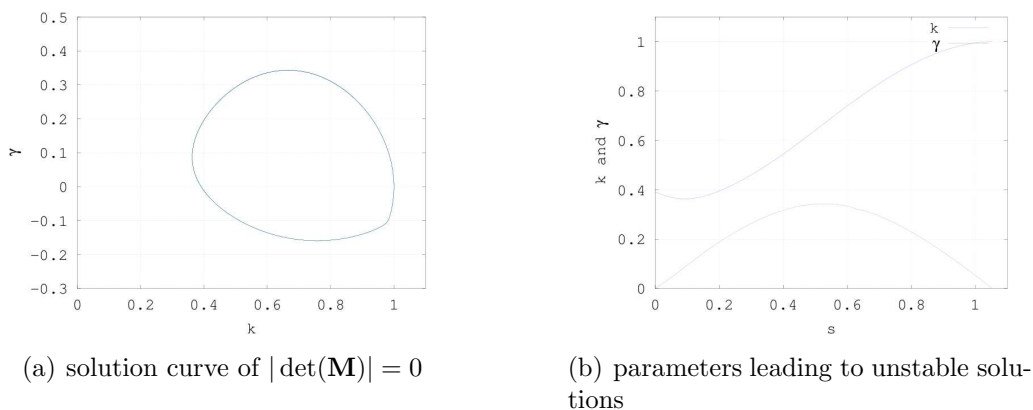 0.5
0.4
0.3
0.2
0.1
0
-0.1
-0.2
-0.3
γ
0 0.2 0.4 0.6 0.8 1
k
(a) solution curve of | det(M)| = 0
k
γ
1
0.8
0.6
0.4
0.2
0
k and γ
0 0.2 0.4 0.6 0.8 1
s
(b) parameters leading to unstable solu-
tions